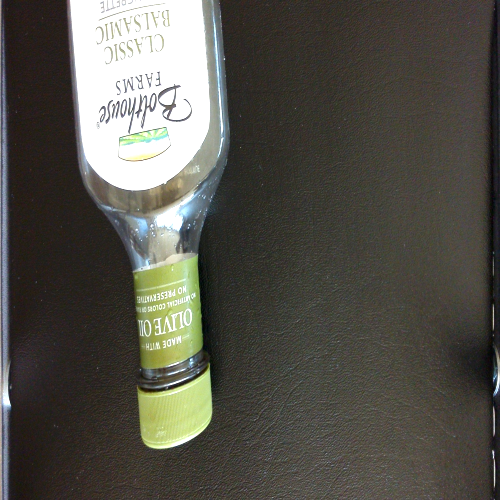 Bolthouse®
FARMS
CLASSIC
BALSAMIC
MADE WITH
OLIVE OIL
NO PRESERVATIVES